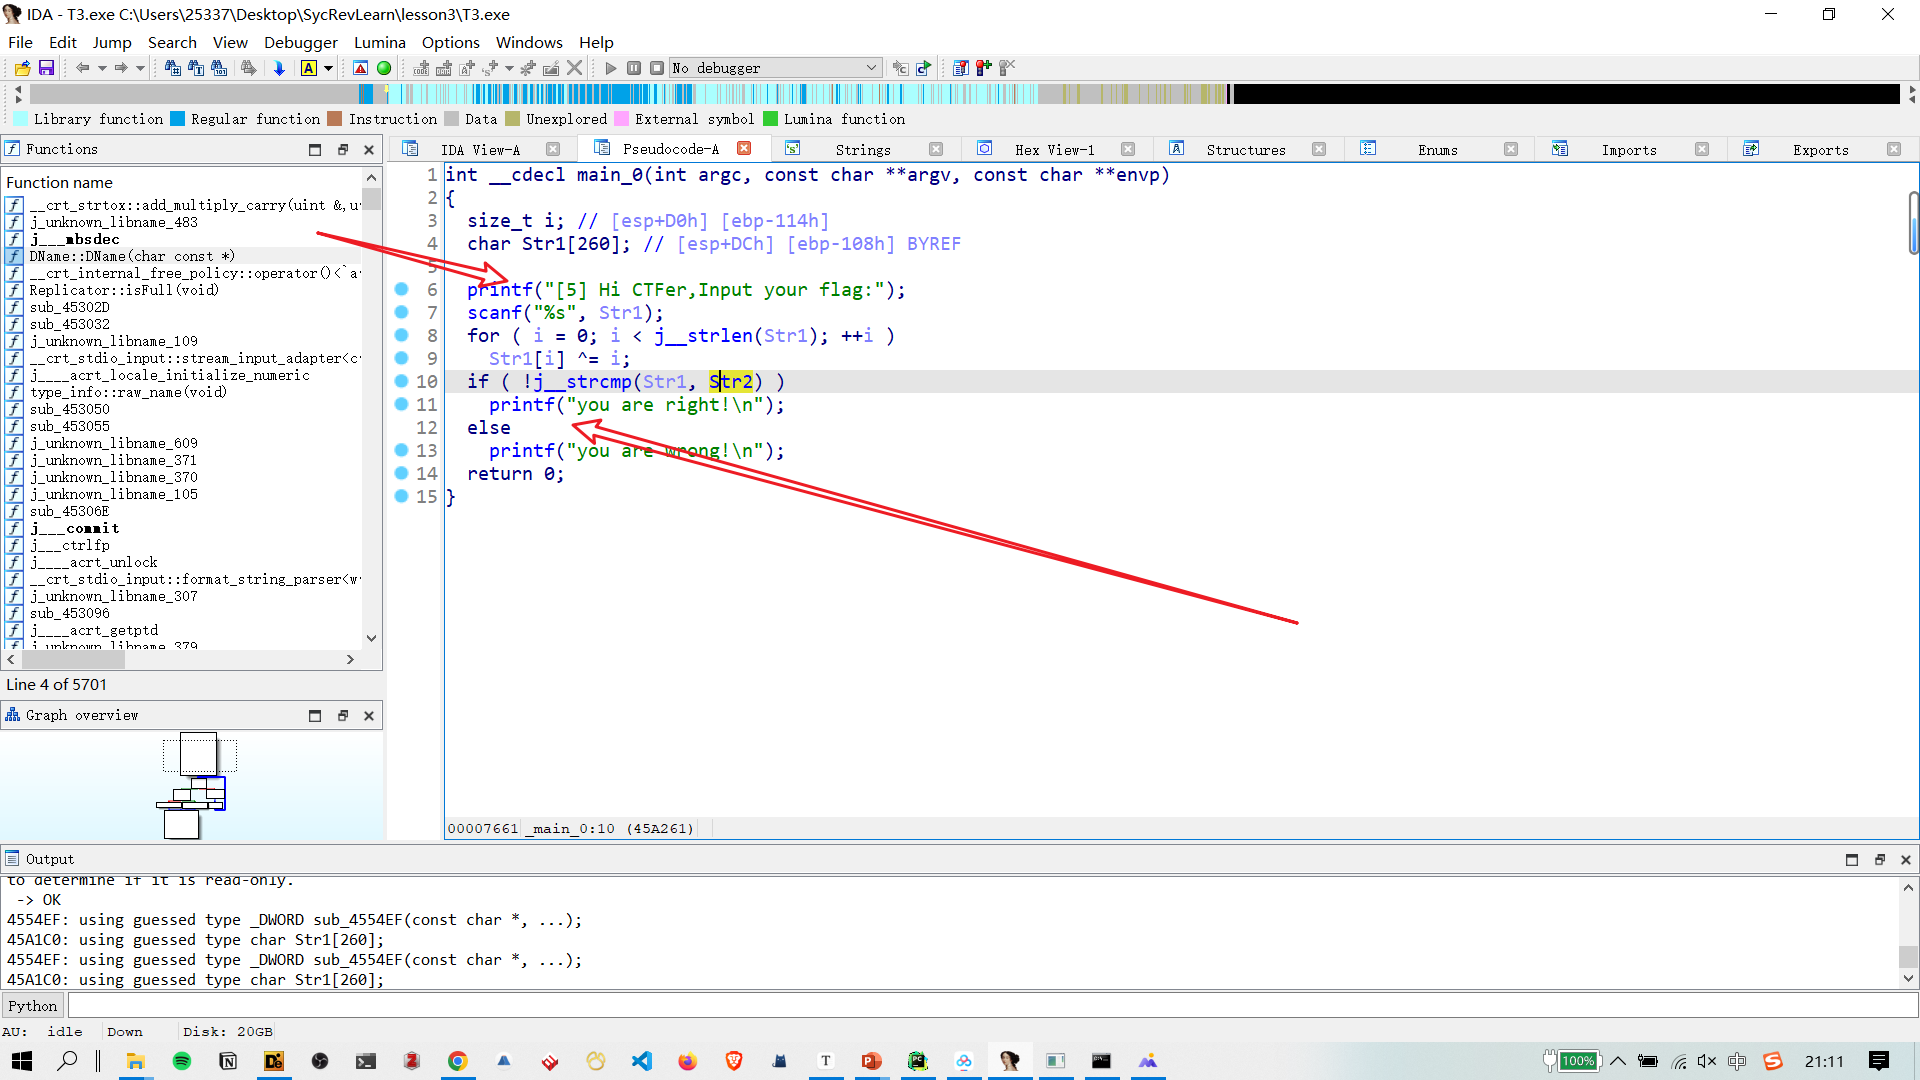 IDA - T3.exe C:\Users\25337\Desktop\SycRevLearn\lesson3\T3.exe
File Edit Jump Search View Debugger Lumina Options Windows Help
No debugger
Library function Regular function Instruction Data Unexplored External symbol Lumina function
Functions
Function name
__crt_strtox::add_multiply_carry(uint &,u
j_unknown_libname_483
j___mbsdec
DName::DName(char const *)
__crt_internal_free_policy::operator()<`a
Replicator::isFull(void)
sub_45302D
sub_453032
j_unknown_libname_109
__crt_stdio_input::stream_input_adapter<c
j____acrt_locale_initialize_numeric
type_info::raw_name(void)
sub_453050
sub_453055
j_unknown_libname_609
j_unknown_libname_371
j_unknown_libname_370
j_unknown_libname_105
sub_45306E
j___commit
j___ctrlfp
j____acrt_unlock
__crt_stdio_input::format_string_parser<w
j_unknown_libname_307
sub_453096
j____acrt_getptd
j_unknown_libname_379
Line 4 of 5701
Graph overview
IDA View-A Pseudocode-A Strings Hex View-1 Structures Enums Imports Exports
1 int __cdecl main_0(int argc, const char **argv, const char **envp)
2 {
3 size_t i; // [esp+D0h] [ebp-114h]
4 char Str1[260]; // [esp+DCh] [ebp-108h] BYREF
5
6 printf("[5] Hi CTFer,Input your flag:");
7 scanf("%s", Str1);
8 for ( i = 0; i < j__strlen(Str1); ++i )
9 Str1[i] ^= i;
10 if ( !j__strcmp(Str1, Str2) )
11 printf("you are right!\n");
12 else
13 printf("you are wrong!\n");
14 return 0;
15 }
00007661 _main_0:10 (45A261)
Output
to determine if it is read-only.
-> OK
4554EF: using guessed type _DWORD sub_4554EF(const char *, ...);
45A1C0: using guessed type char Str1[260];
4554EF: using guessed type _DWORD sub_4554EF(const char *, ...);
45A1C0: using guessed type char Str1[260];
Python
AU: idle Down Disk: 20GB
100% 中 21:11